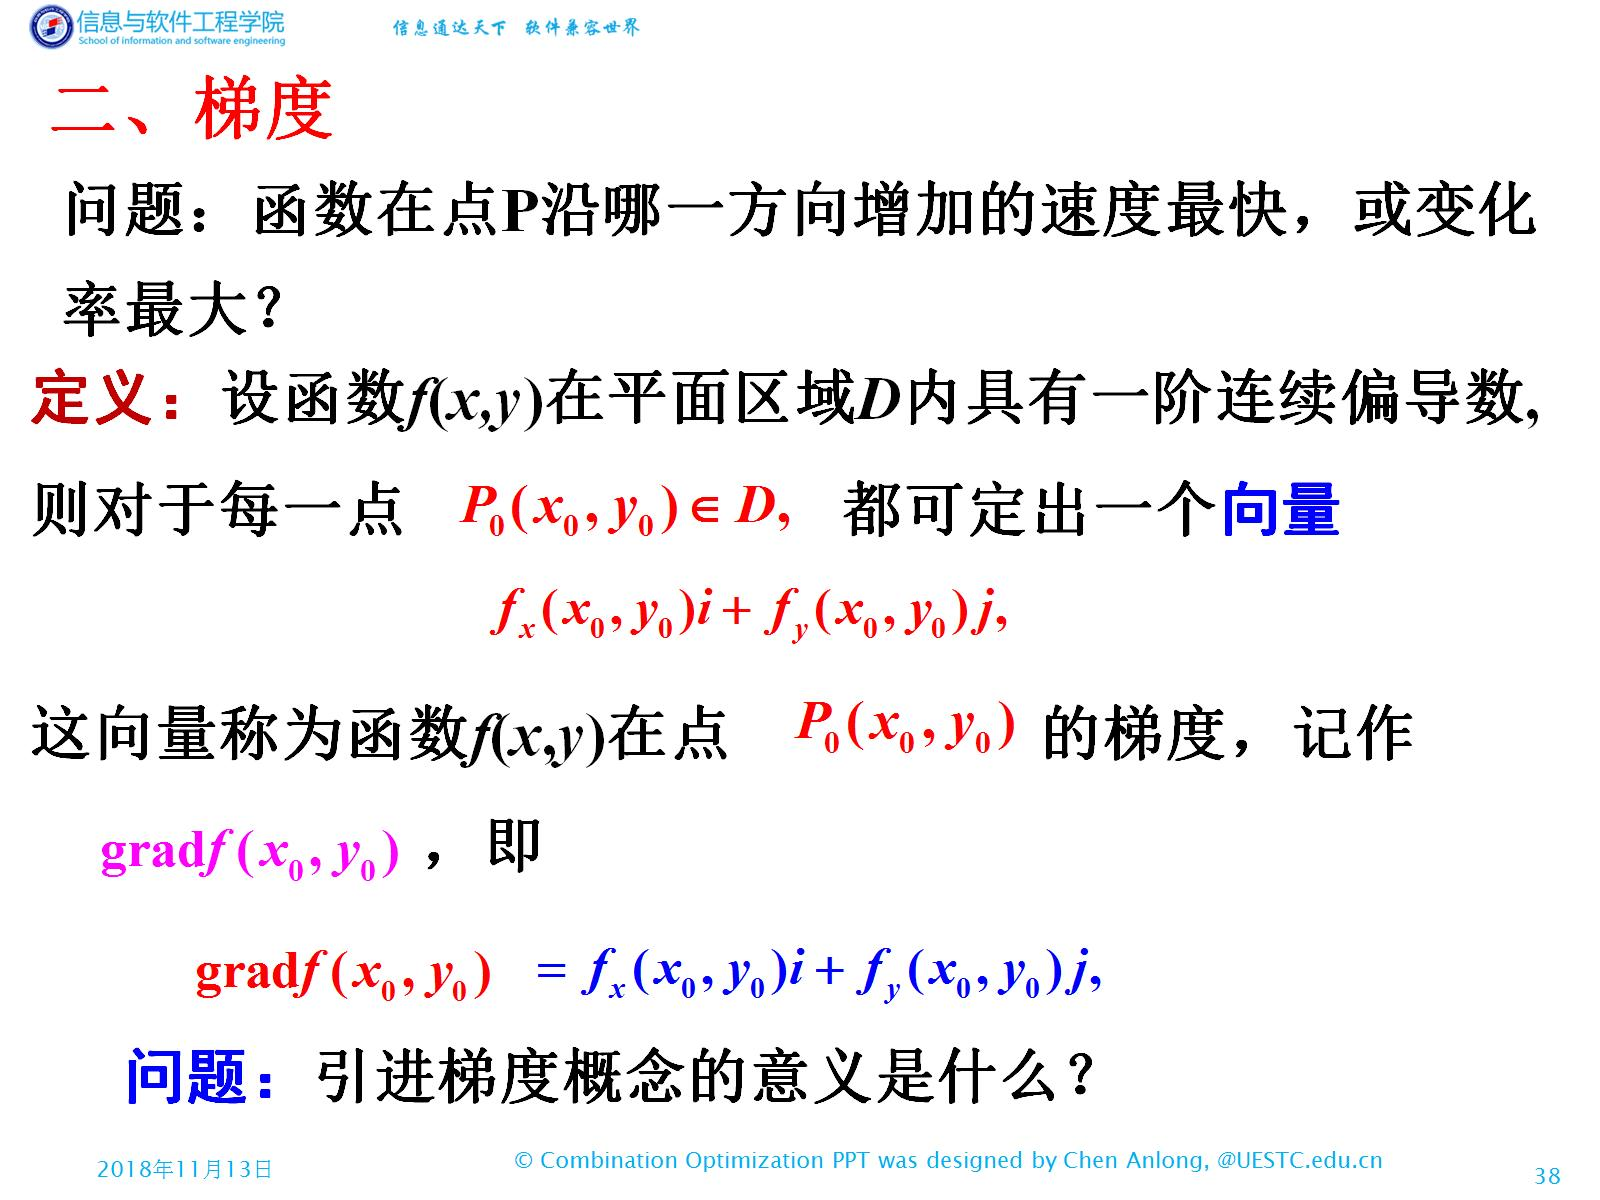 信息与软件工程学院
School of information and software engineering
信息通达天下 软件兼容世界
二、梯度
问题：函数在点P沿哪一方向增加的速度最快，或变化
率最大？
定义：设函数f(x,y)在平面区域D内具有一阶连续偏导数,
则对于每一点 P₀(x₀, y₀)∈D, 都可定出一个向量
fₓ(x₀, y₀)i + f_y(x₀, y₀)j,
这向量称为函数f(x,y)在点 P₀(x₀, y₀) 的梯度，记作
gradf(x₀, y₀)，即
gradf(x₀, y₀) = fₓ(x₀, y₀)i + f_y(x₀, y₀)j,
问题：引进梯度概念的意义是什么？
2018年11月13日
© Combination Optimization PPT was designed by Chen Anlong, @UESTC.edu.cn
38